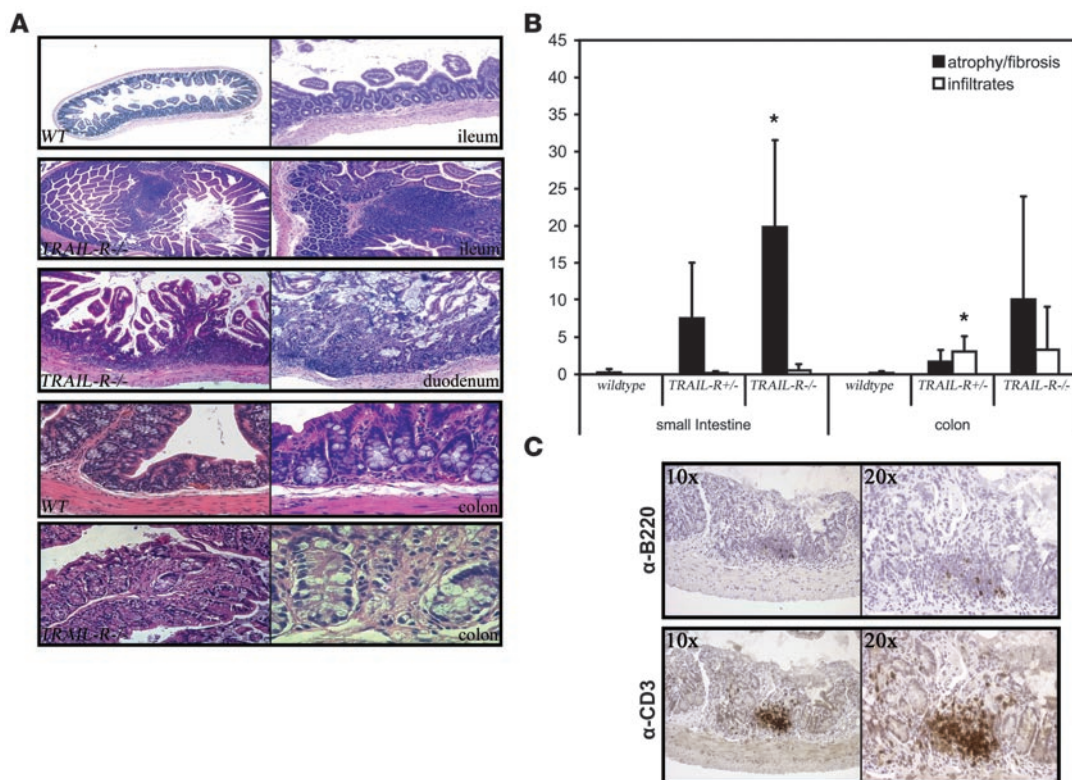 A
WT
ileum
TRAIL-R-/-
ileum
TRAIL-R-/-
duodenum
WT
colon
TRAIL-R-/-
colon
B
45
40
35
30
25
20
15
10
5
0
atrophy/fibrosis
infiltrates
*
*
wildtype TRAIL-R+/- TRAIL-R-/- wildtype TRAIL-R+/- TRAIL-R-/-
small Intestine colon
C
α-B220
10x 20x
α-CD3
10x 20x